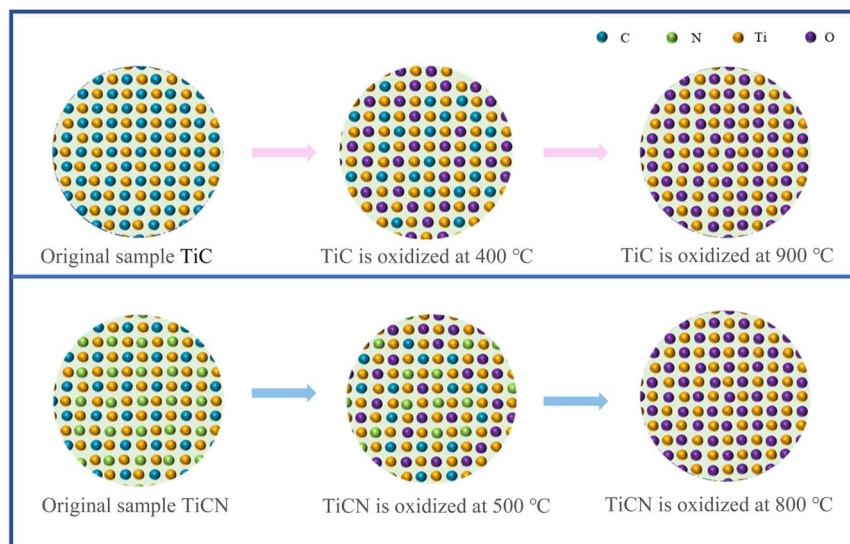 C N Ti O
Original sample TiC
TiC is oxidized at 400 ℃
TiC is oxidized at 900 ℃
Original sample TiCN
TiCN is oxidized at 500 ℃
TiCN is oxidized at 800 ℃